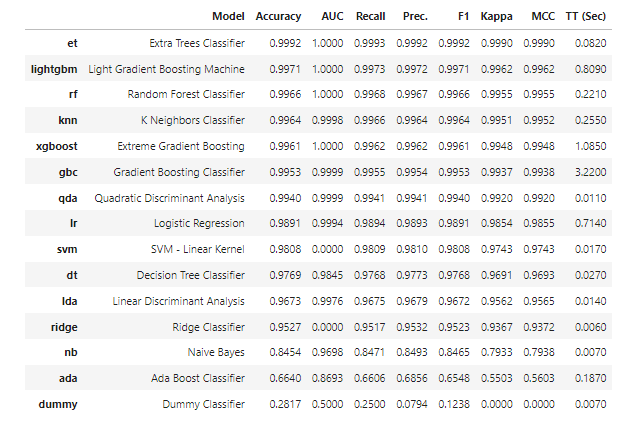 Model Accuracy AUC Recall Prec. F1 Kappa MCC TT (Sec)
et Extra Trees Classifier 0.9992 1.0000 0.9993 0.9992 0.9992 0.9990 0.9990 0.0820
lightgbm Light Gradient Boosting Machine 0.9971 1.0000 0.9973 0.9972 0.9971 0.9962 0.9962 0.8090
rf Random Forest Classifier 0.9966 1.0000 0.9968 0.9967 0.9966 0.9955 0.9955 0.2210
knn K Neighbors Classifier 0.9964 0.9998 0.9966 0.9964 0.9964 0.9951 0.9952 0.2550
xgboost Extreme Gradient Boosting 0.9961 1.0000 0.9962 0.9962 0.9961 0.9948 0.9948 1.0850
gbc Gradient Boosting Classifier 0.9953 0.9999 0.9955 0.9954 0.9953 0.9937 0.9938 3.2200
qda Quadratic Discriminant Analysis 0.9940 0.9999 0.9941 0.9941 0.9940 0.9920 0.9920 0.0110
lr Logistic Regression 0.9891 0.9994 0.9894 0.9893 0.9891 0.9854 0.9855 0.7140
svm SVM - Linear Kernel 0.9808 0.0000 0.9809 0.9810 0.9808 0.9743 0.9743 0.0170
dt Decision Tree Classifier 0.9769 0.9845 0.9768 0.9773 0.9768 0.9691 0.9693 0.0270
lda Linear Discriminant Analysis 0.9673 0.9976 0.9675 0.9679 0.9672 0.9562 0.9565 0.0140
ridge Ridge Classifier 0.9527 0.0000 0.9517 0.9532 0.9523 0.9367 0.9372 0.0060
nb Naive Bayes 0.8454 0.9698 0.8471 0.8493 0.8465 0.7933 0.7938 0.0070
ada Ada Boost Classifier 0.6640 0.8693 0.6606 0.6856 0.6548 0.5503 0.5603 0.1870
dummy Dummy Classifier 0.2817 0.5000 0.2500 0.0794 0.1238 0.0000 0.0000 0.0070